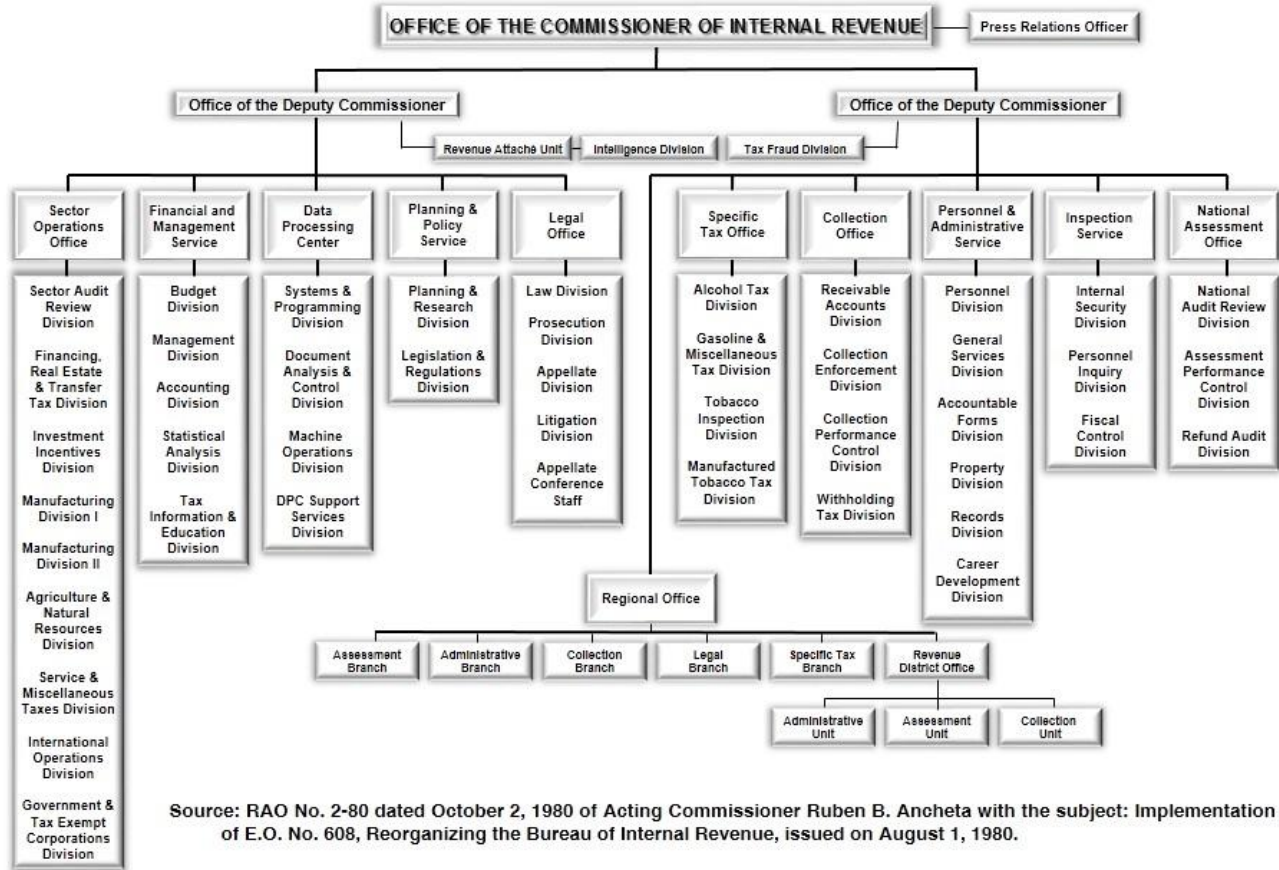 OFFICE OF THE COMMISSIONER OF INTERNAL REVENUE
Press Relations Officer
Office of the Deputy Commissioner
Office of the Deputy Commissioner
Revenue Attaché Unit
Intelligence Division
Tax Fraud Division
Sector
Operations
Office
Sector Audit
Review
Division
Financing,
Real Estate
& Transfer
Tax Division
Investment
Incentives
Division
Manufacturing
Division I
Manufacturing
Division II
Agriculture &
Natural
Resources
Division
Service &
Miscellaneous
Taxes Division
International
Operations
Division
Government &
Tax Exempt
Corporations
Division
Financial and
Management
Service
Budget
Division
Management
Division
Accounting
Division
Statistical
Analysis
Division
Tax
Information &
Education
Division
Data
Processing
Center
Systems &
Programming
Division
Document
Analysis &
Control
Division
Machine
Operations
Division
DPC Support
Services
Division
Planning &
Policy
Service
Planning &
Research
Division
Legislation &
Regulations
Division
Legal
Office
Law Division
Prosecution
Division
Appellate
Division
Litigation
Division
Appellate
Conference
Staff
Specific
Tax Office
Alcohol Tax
Division
Gasoline &
Miscellaneous
Tax Division
Tobacco
Inspection
Division
Manufactured
Tobacco Tax
Division
Collection
Office
Receivable
Accounts
Division
Collection
Enforcement
Division
Collection
Performance
Control
Division
Withholding
Tax Division
Personnel &
Administrative
Service
Personnel
Division
General
Services
Division
Accountable
Forms
Division
Property
Division
Records
Division
Career
Development
Division
Inspection
Service
Internal
Security
Division
Personnel
Inquiry
Division
Fiscal
Control
Division
National
Assessment
Office
National
Audit Review
Division
Assessment
Performance
Control
Division
Refund Audit
Division
Regional Office
Assessment
Branch
Administrative
Branch
Collection
Branch
Legal
Branch
Specific Tax
Branch
Revenue
District Office
Administrative
Unit
Assessment
Unit
Collection
Unit
Source: RAO No. 2-80 dated October 2, 1980 of Acting Commissioner Ruben B. Ancheta with the subject: Implementation
of E.O. No. 608, Reorganizing the Bureau of Internal Revenue, issued on August 1, 1980.